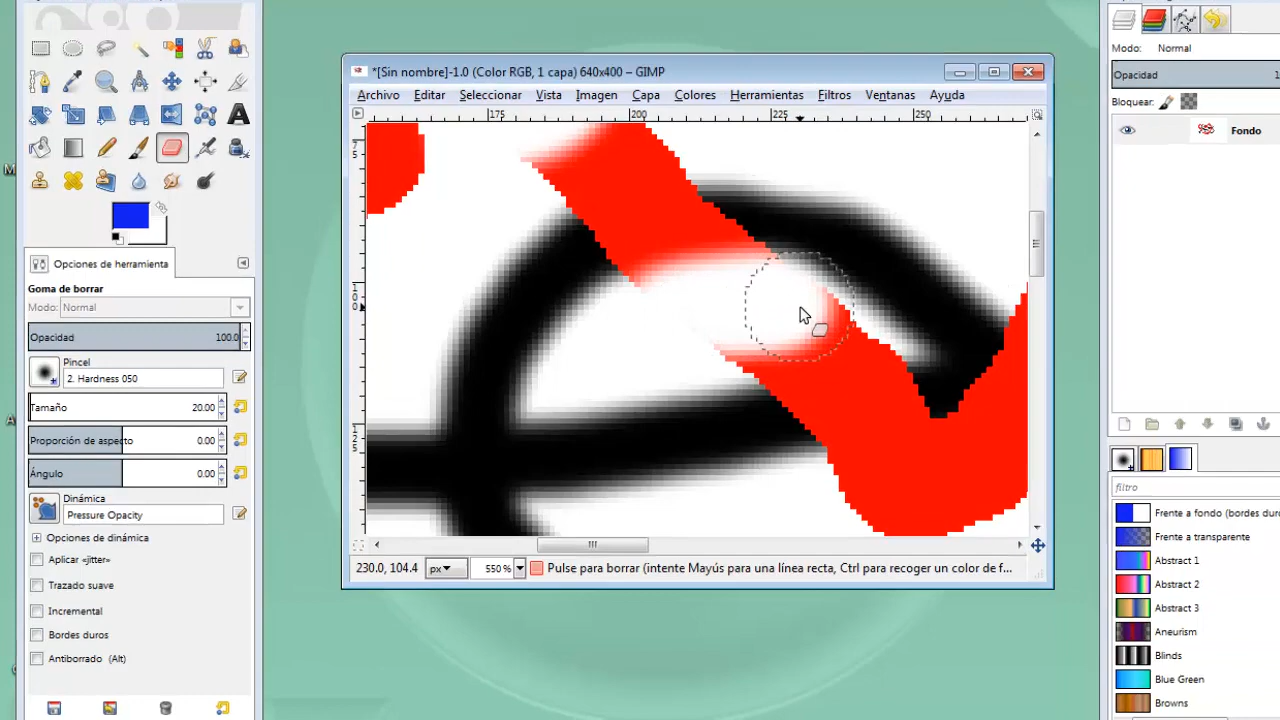 *[Sin nombre]-1.0 (Color RGB, 1 capa) 640x400 – GIMP
Archivo Editar Seleccionar Vista Imagen Capa Colores Herramientas Filtros Ventanas Ayuda
175 200 225 250
75
100
125
230.0, 104.4 px 550 % Pulse para borrar (intente Mayús para una línea recta, Ctrl para recoger un color de f...
Opciones de herramienta
Goma de borrar
Modo: Normal
Opacidad 100.0
Pincel
2. Hardness 050
Tamaño 20.00
Proporción de aspecto 0.00
Ángulo 0.00
Dinámica
Pressure Opacity
Opciones de dinámica
Aplicar «jitter»
Trazado suave
Incremental
Bordes duros
Antiborrado (Alt)
Modo: Normal
Opacidad
Bloquear:
Fondo
filtro
Frente a fondo (bordes du
Frente a transparente
Abstract 1
Abstract 2
Abstract 3
Aneurism
Blinds
Blue Green
Browns
M
A